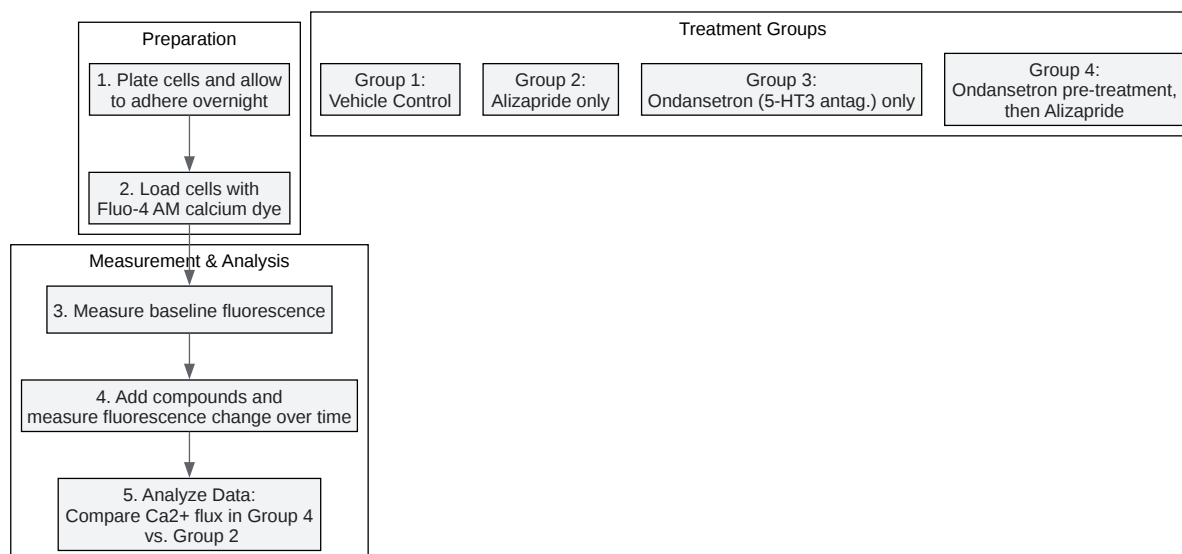 Preparation
1. Plate cells and allow
to adhere overnight
2. Load cells with
Fluo-4 AM calcium dye
Treatment Groups
Group 1:
Vehicle Control
Group 2:
Alizapride only
Group 3:
Ondansetron (5-HT3 antag.) only
Group 4:
Ondansetron pre-treatment,
then Alizapride
Measurement & Analysis
3. Measure baseline fluorescence
4. Add compounds and
measure fluorescence change over time
5. Analyze Data:
Compare Ca2+ flux in Group 4
vs. Group 2